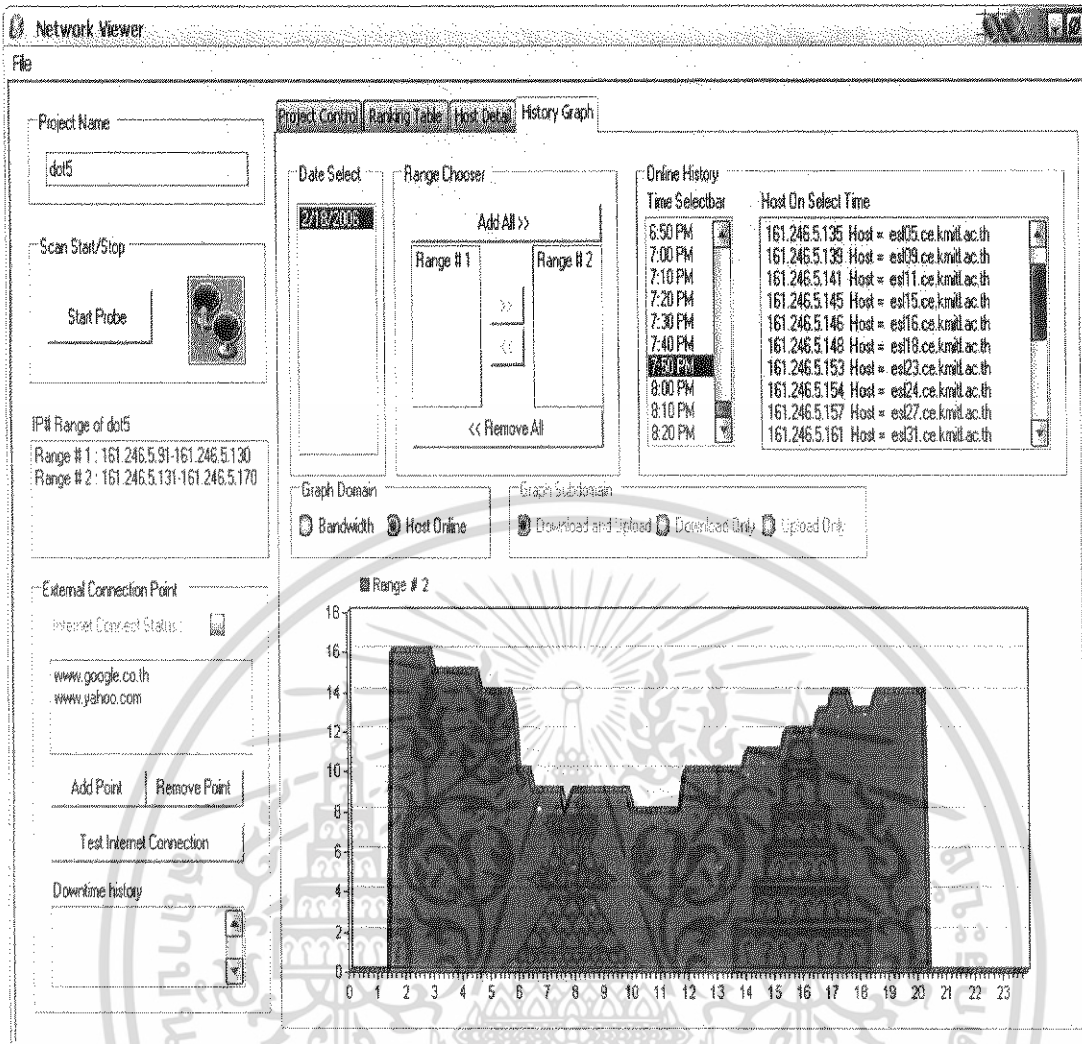 Network Viewer
File
Project Name
dot5
Scan Start/Stop
Start Probe
IP# Range of dot5
Range # 1 : 161.246.5.91-161.246.5.130
Range # 2 : 161.246.5.131-161.246.5.170
External Connection Point
Internet Connect Status :
www.google.co.th
www.yahoo.com
Add Point
Remove Point
Test Internet Connection
Downtime history
Project Control
Ranking Table
Host Detail
History Graph
Date Select
2/18/2006
Range Chooser
Add All >>
Range # 1
Range # 2
>>
<<
<< Remove All
Online History
Time Selectbar
6:50 PM
7:00 PM
7:10 PM
7:20 PM
7:30 PM
7:40 PM
7:50 PM
8:00 PM
8:10 PM
8:20 PM
Host On Select Time
161.246.5.135 Host = esl05.ce.kmitl.ac.th
161.246.5.139 Host = esl09.ce.kmitl.ac.th
161.246.5.141 Host = esl11.ce.kmitl.ac.th
161.246.5.145 Host = esl15.ce.kmitl.ac.th
161.246.5.146 Host = esl16.ce.kmitl.ac.th
161.246.5.148 Host = esl18.ce.kmitl.ac.th
161.246.5.153 Host = esl23.ce.kmitl.ac.th
161.246.5.154 Host = esl24.ce.kmitl.ac.th
161.246.5.157 Host = esl27.ce.kmitl.ac.th
161.246.5.161 Host = esl31.ce.kmitl.ac.th
Graph Domain
Bandwidth
Host Online
Graph Subdomain
Download and Upload
Download Only
Upload Only
Range # 2
18
16
14
12
10
8
6
4
2
0
0 1 2 3 4 5 6 7 8 9 10 11 12 13 14 15 16 17 18 19 20 21 22 23